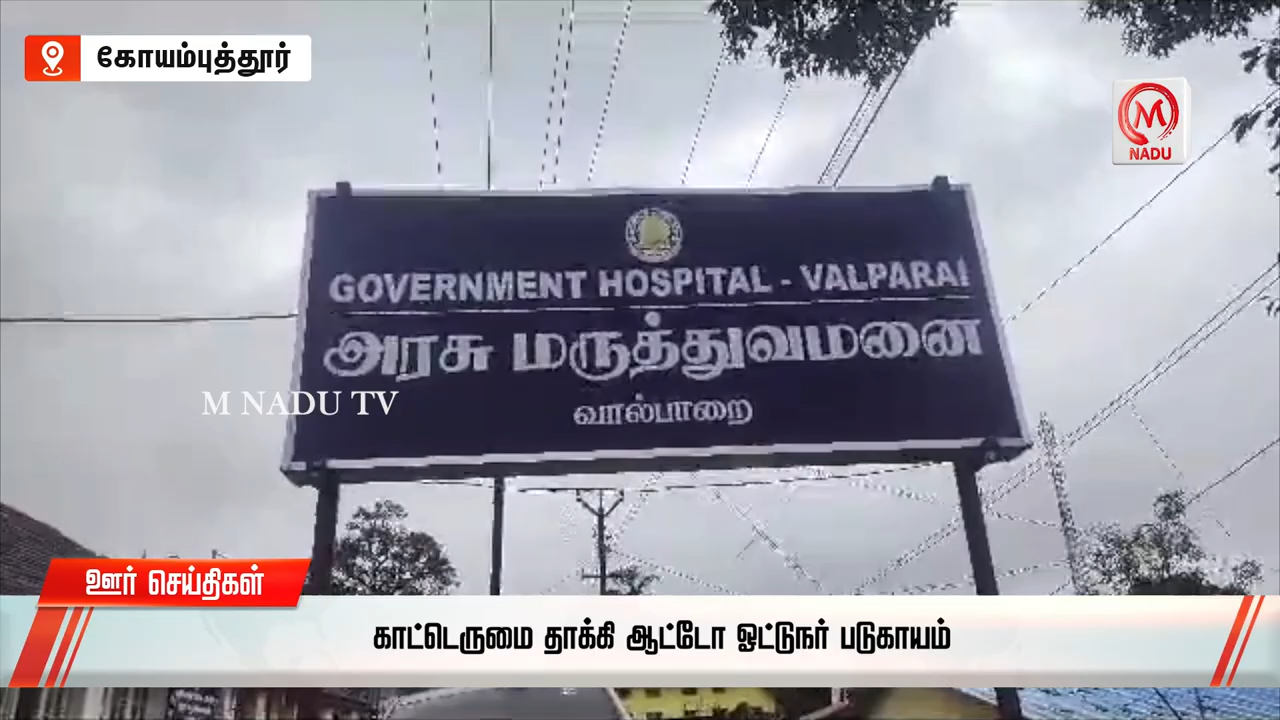 கோயம்புத்தூர்
M
NADU
GOVERNMENT HOSPITAL - VALPARAI
அரசு மருத்துவமனை
வால்பாறை
M NADU TV
ஊர் செய்திகள்
காட்டெருமை தாக்கி ஆட்டோ ஓட்டுநர் படுகாயம்